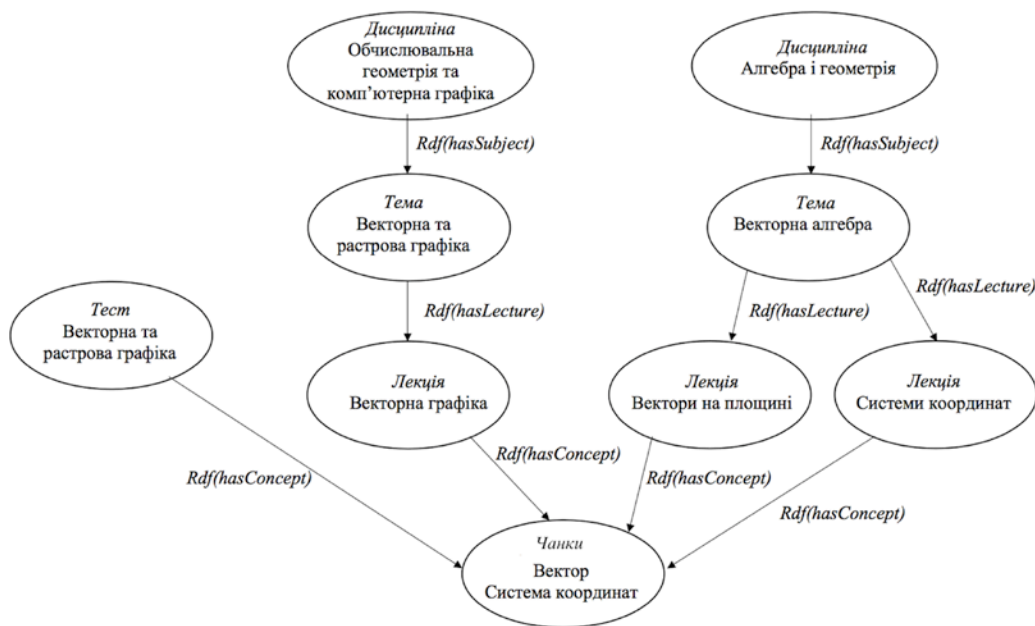 Дисципліна
Обчислювальна
геометрія та
комп’ютерна графіка
Дисципліна
Алгебра і геометрія
Rdf(hasSubject)
Rdf(hasSubject)
Тема
Векторна та
растрова графіка
Тема
Векторна алгебра
Rdf(hasLecture)
Rdf(hasLecture)
Rdf(hasLecture)
Тест
Векторна та
растрова графіка
Лекція
Векторна графіка
Лекція
Вектори на площині
Лекція
Системи координат
Rdf(hasConcept)
Rdf(hasConcept)
Rdf(hasConcept)
Rdf(hasConcept)
Чанки
Вектор
Система координат